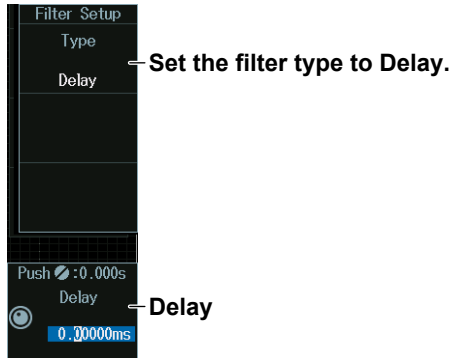 Filter Setup
Type
Set the filter type to Delay.
Delay
Push :0.000s
Delay
Delay
0.00000ms